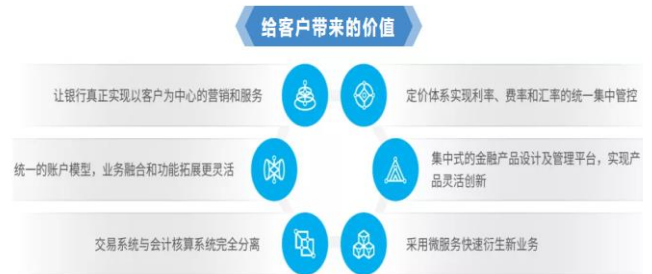 给客户带来的价值
让银行真正实现以客户为中心的营销和服务
定价体系实现利率、费率和汇率的统一集中管控
统一的账户模型，业务融合和功能拓展更灵活
集中式的金融产品设计及管理平台，实现产
品灵活创新
交易系统与会计核算系统完全分离
采用微服务快速衍生新业务